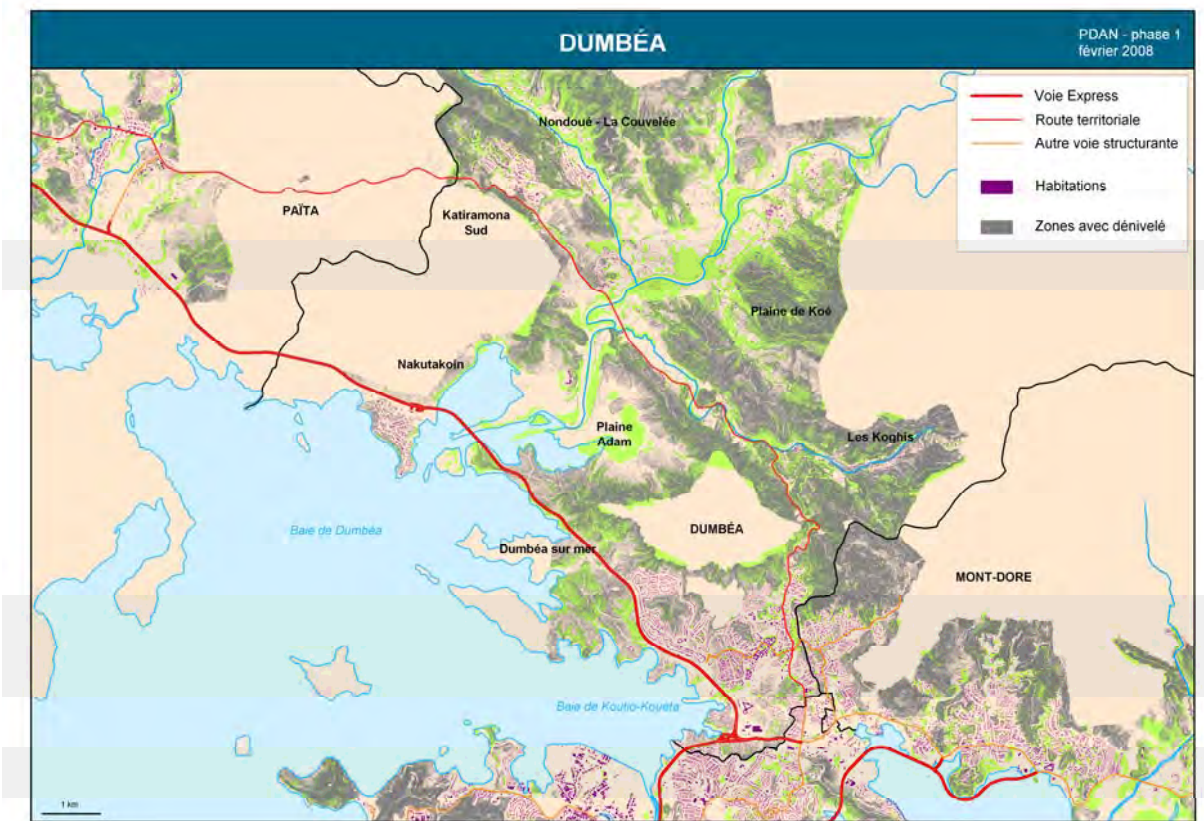 DUMBÉA
PDAN - phase 1
février 2008
Voie Express
Route territoriale
Autre voie structurante
Habitations
Zones avec dénivelé
Nondoué - La Couvelée
PAÏTA
Katiramona
Sud
Plaine de Koé
Nakutakoin
Plaine
Adam
Les Koghis
Baie de Dumbéa
DUMBÉA
Dumbéa sur mer
MONT-DORE
Baie de Koutio-Kouéta
1 km